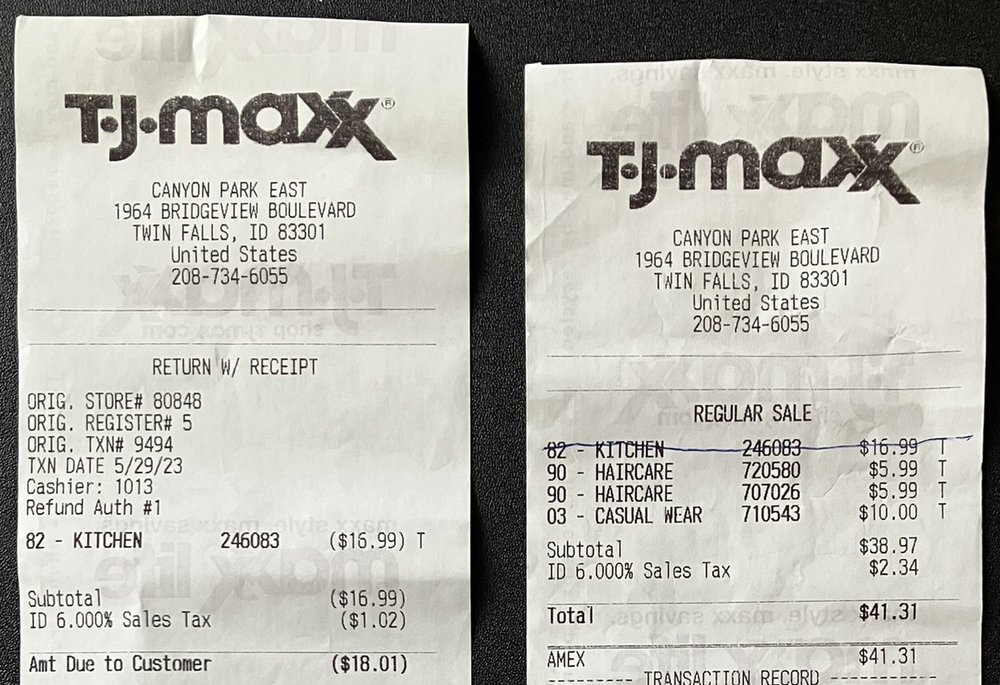 T·J·maxx®
CANYON PARK EAST
1964 BRIDGEVIEW BOULEVARD
TWIN FALLS, ID 83301
United States
208-734-6055
RETURN W/ RECEIPT
ORIG. STORE# 80848
ORIG. REGISTER# 5
ORIG. TXN# 9494
TXN DATE 5/29/23
Cashier: 1013
Refund Auth #1
82 - KITCHEN 246083 ($16.99) T
Subtotal ($16.99)
ID 6.000% Sales Tax ($1.02)
Amt Due to Customer ($18.01)
T·J·maxx®
CANYON PARK EAST
1964 BRIDGEVIEW BOULEVARD
TWIN FALLS, ID 83301
United States
208-734-6055
REGULAR SALE
82 - KITCHEN 246083 $16.99 T
90 - HAIRCARE 720580 $5.99 T
90 - HAIRCARE 707026 $5.99 T
03 - CASUAL WEAR 710543 $10.00 T
Subtotal $38.97
ID 6.000% Sales Tax $2.34
Total $41.31
AMEX $41.31
--------- TRANSACTION RECORD -----------